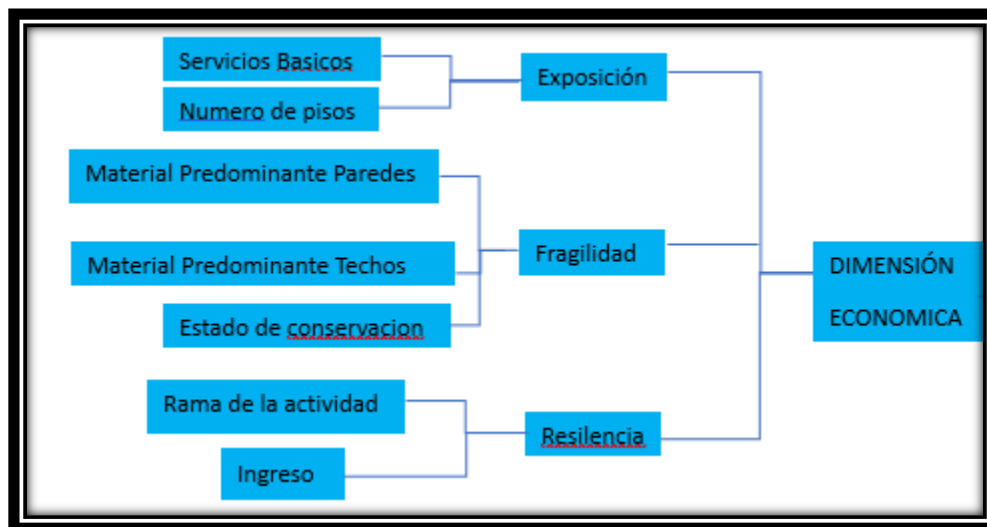 Servicios Basicos
Numero de pisos
Exposición
Material Predominante Paredes
Material Predominante Techos
Estado de conservacion
Fragilidad
Rama de la actividad
Ingreso
Resilencia
DIMENSIÓN
ECONOMICA